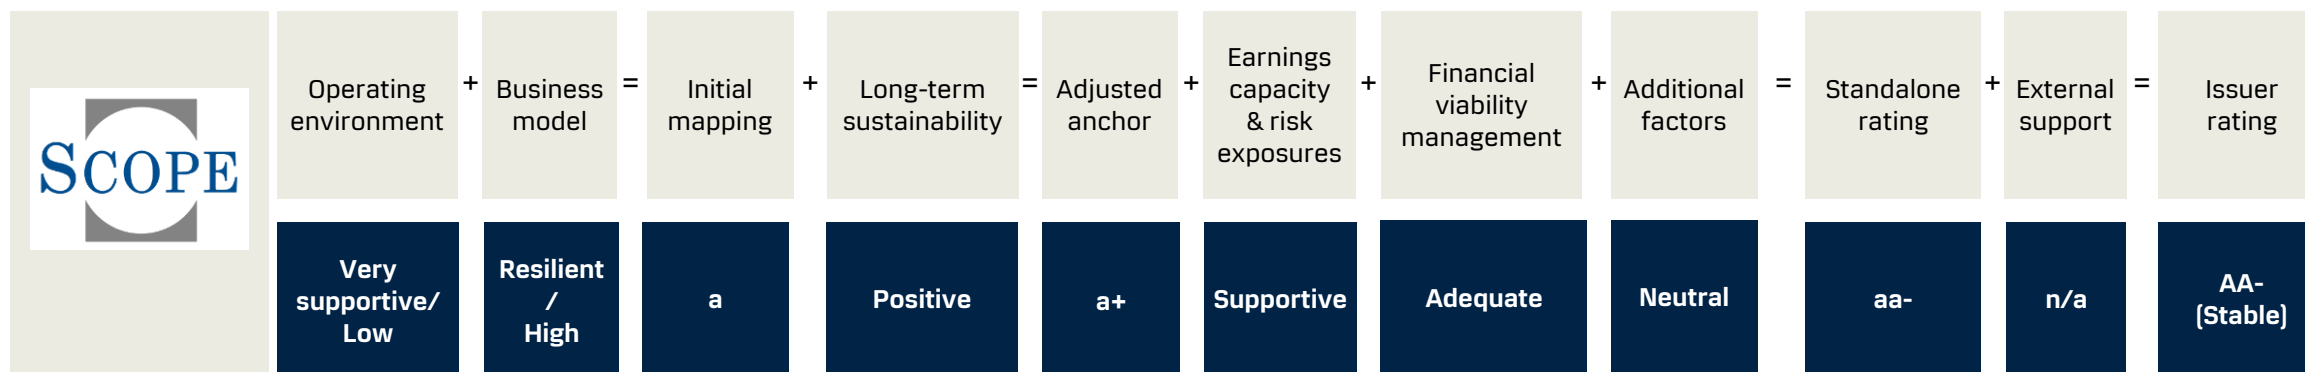 SCOPE
Operating
environment
+
Business
model
=
Initial
mapping
+
Long-term
sustainability
=
Adjusted
anchor
+
Earnings
capacity
& risk
exposures
+
Financial
viability
management
+
Additional
factors
=
Standalone
rating
+
External
support
=
Issuer
rating
Very
supportive/
Low
Resilient
/
High
a
Positive
a+
Supportive
Adequate
Neutral
aa-
n/a
AA-
(Stable)